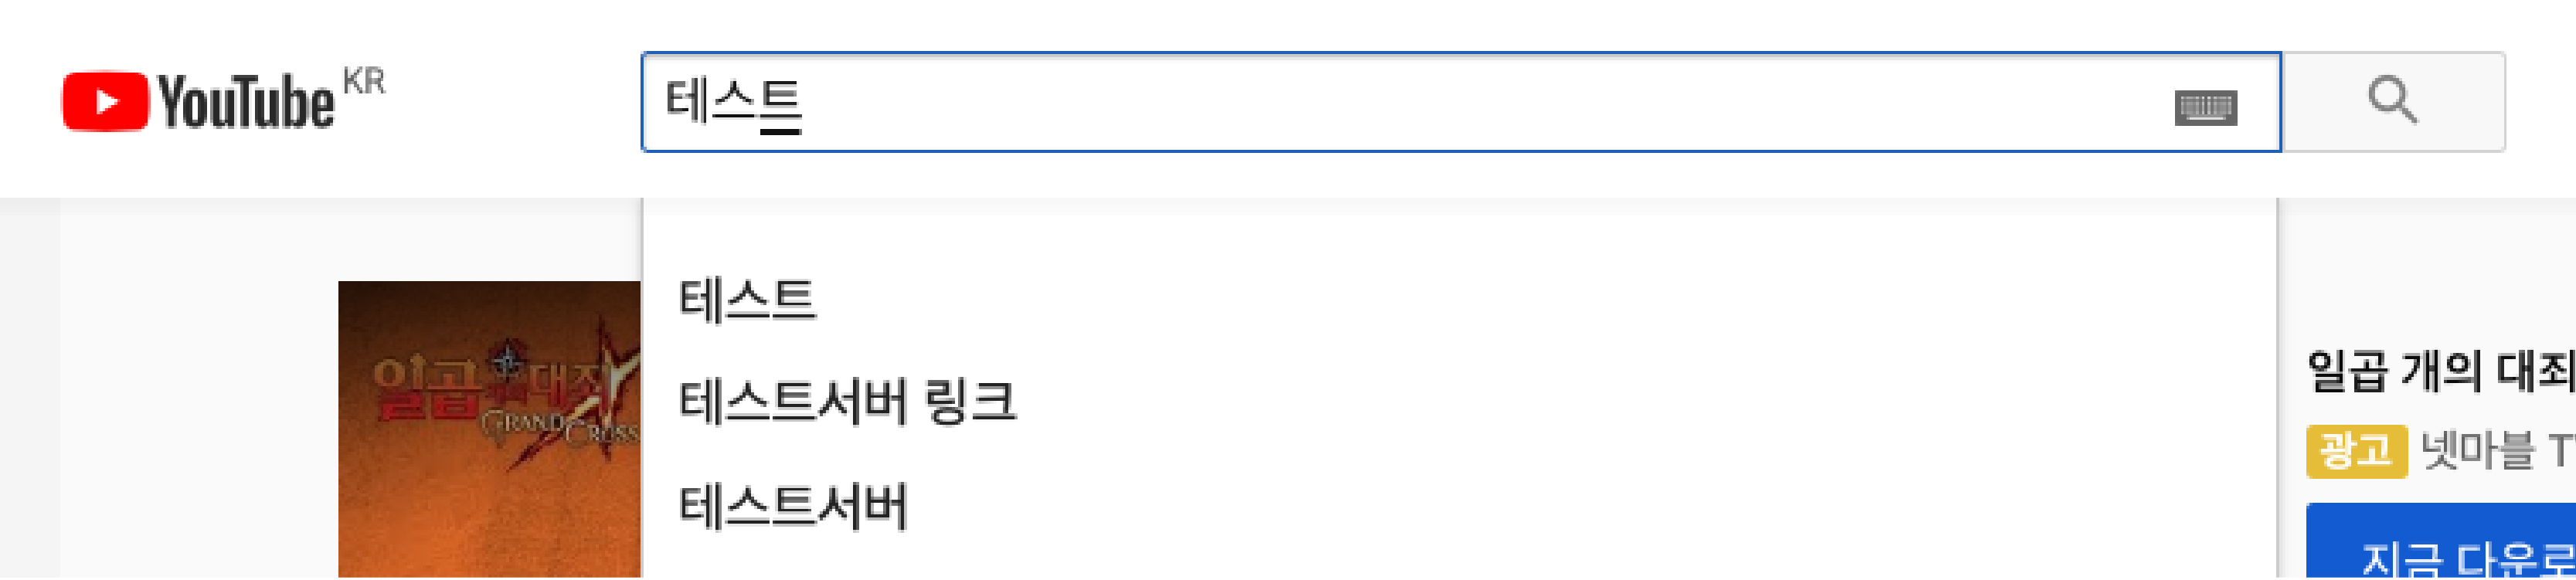 YouTube KR
테스트
테스트
테스트서버 링크
테스트서버
일곱 대죄
GRAND CROSS
일곱 개의 대죄
광고 넷마블 T
지금 다운로